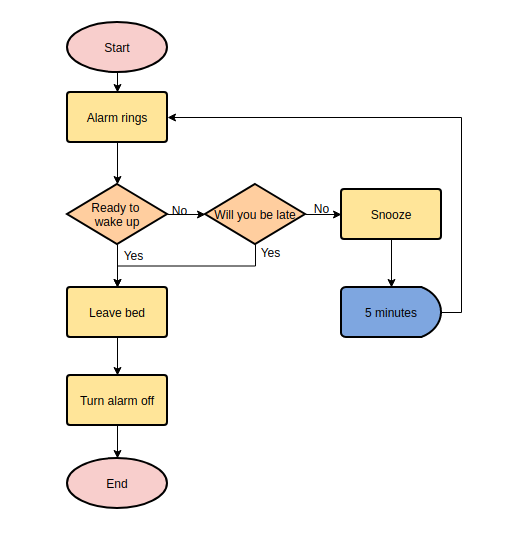 Start
Alarm rings
Ready to
wake up
No
Will you be late
No
Snooze
Yes
Yes
Leave bed
5 minutes
Turn alarm off
End